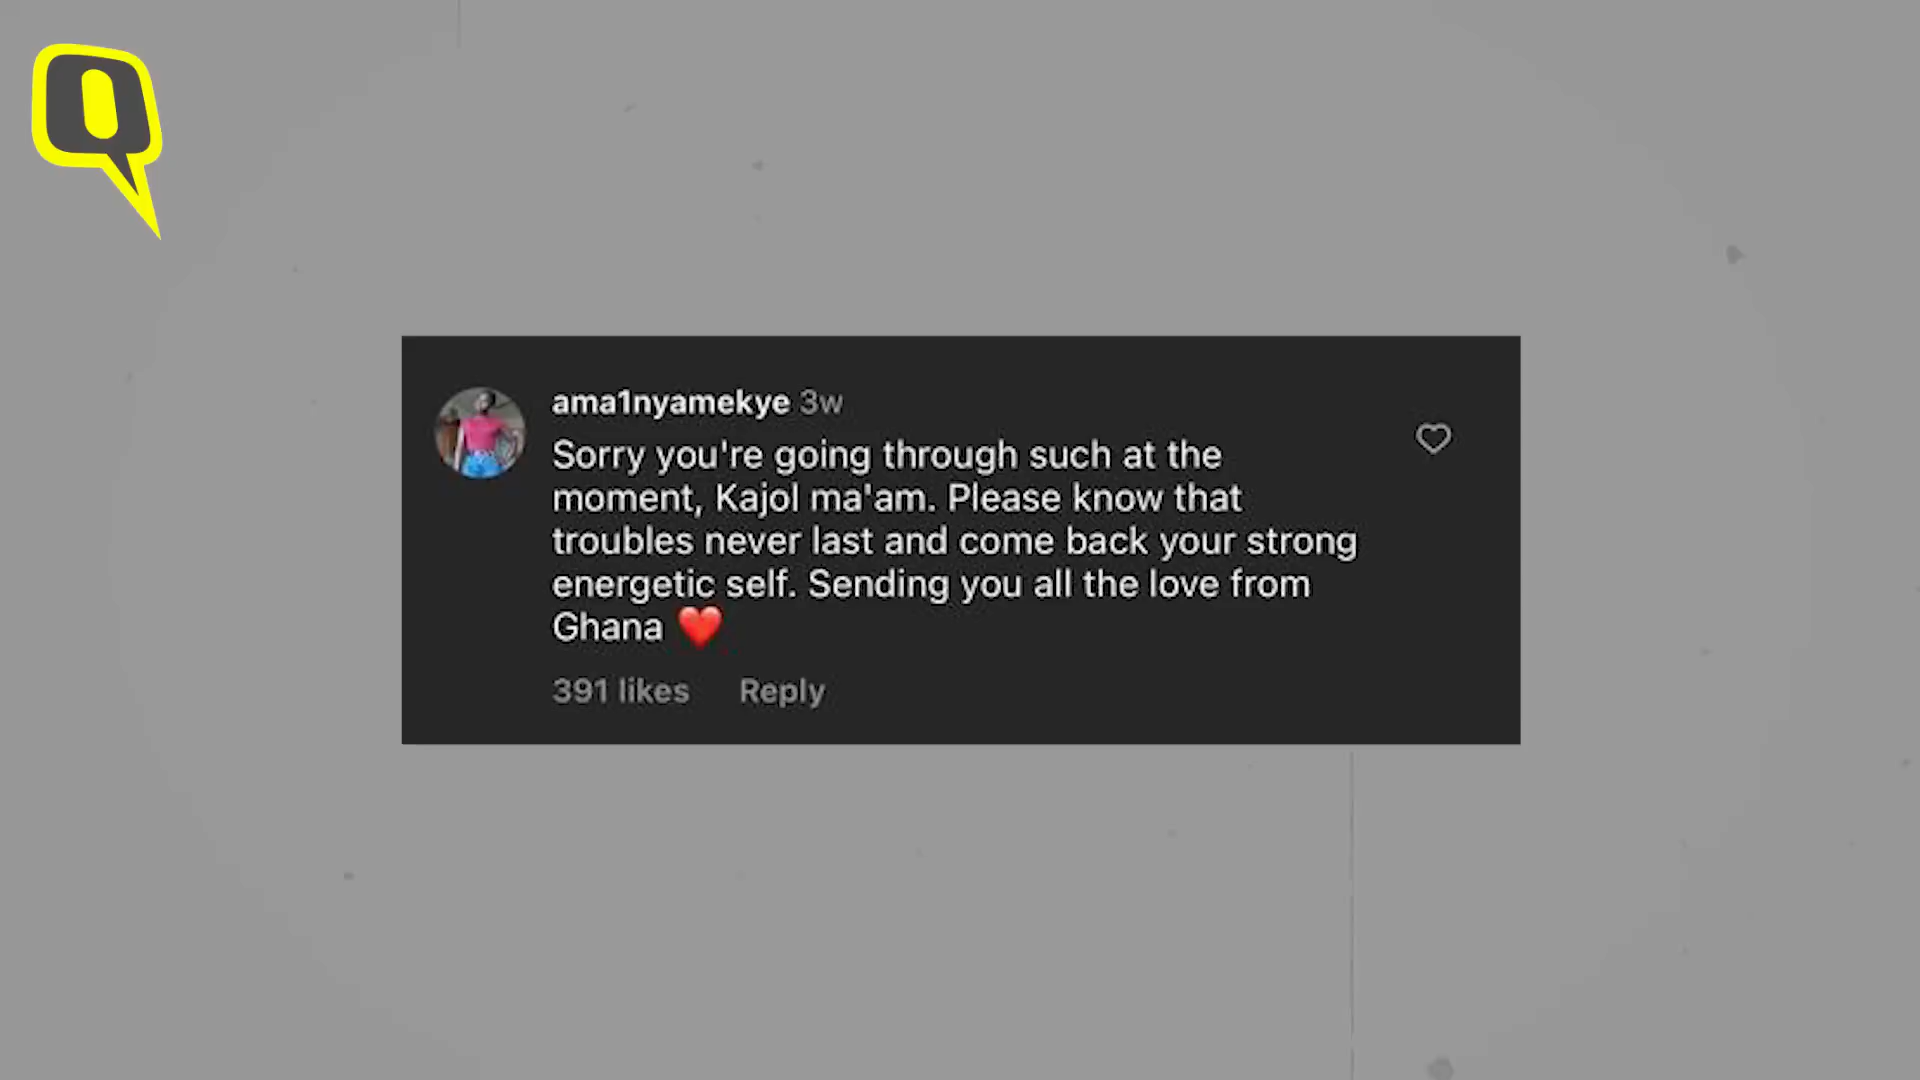 Q
ama1nyamekye 3w
Sorry you're going through such at the
moment, Kajol ma'am. Please know that
troubles never last and come back your strong
energetic self. Sending you all the love from
Ghana ❤️
391 likes Reply